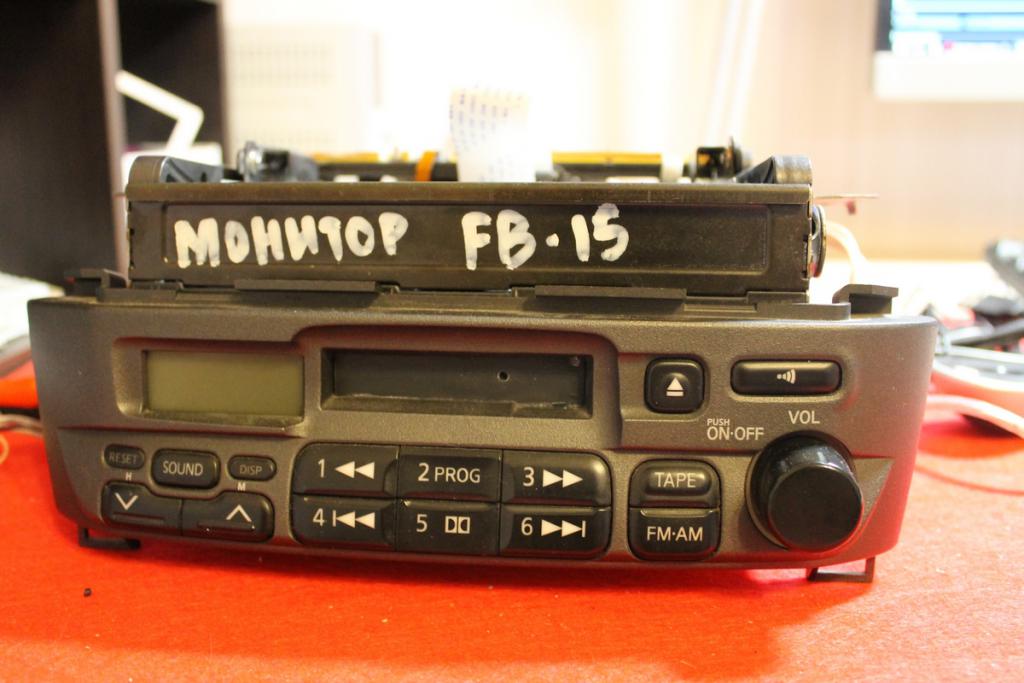 МОНИТОР FB-15
PUSH
ON·OFF
VOL
RESET
H
SOUND
DISP
M
1
2 PROG
3
4
5
6
TAPE
FM·AM